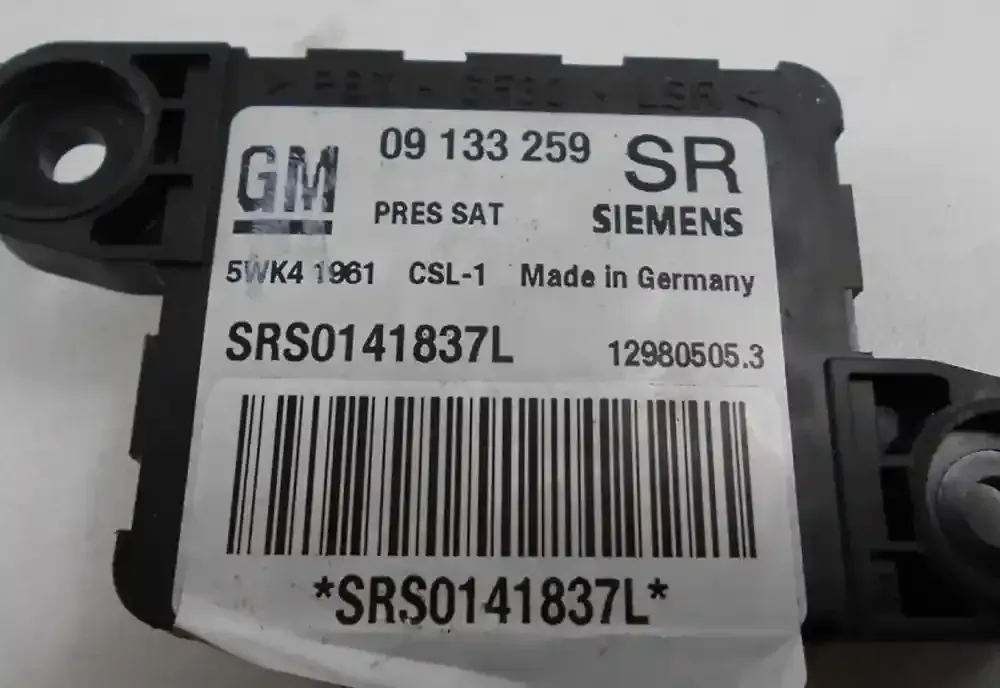 GM 09 133 259 SR
PRES SAT SIEMENS
5WK4 1961 CSL-1 Made in Germany
SRS0141837L 12980505.3
*SRS0141837L*